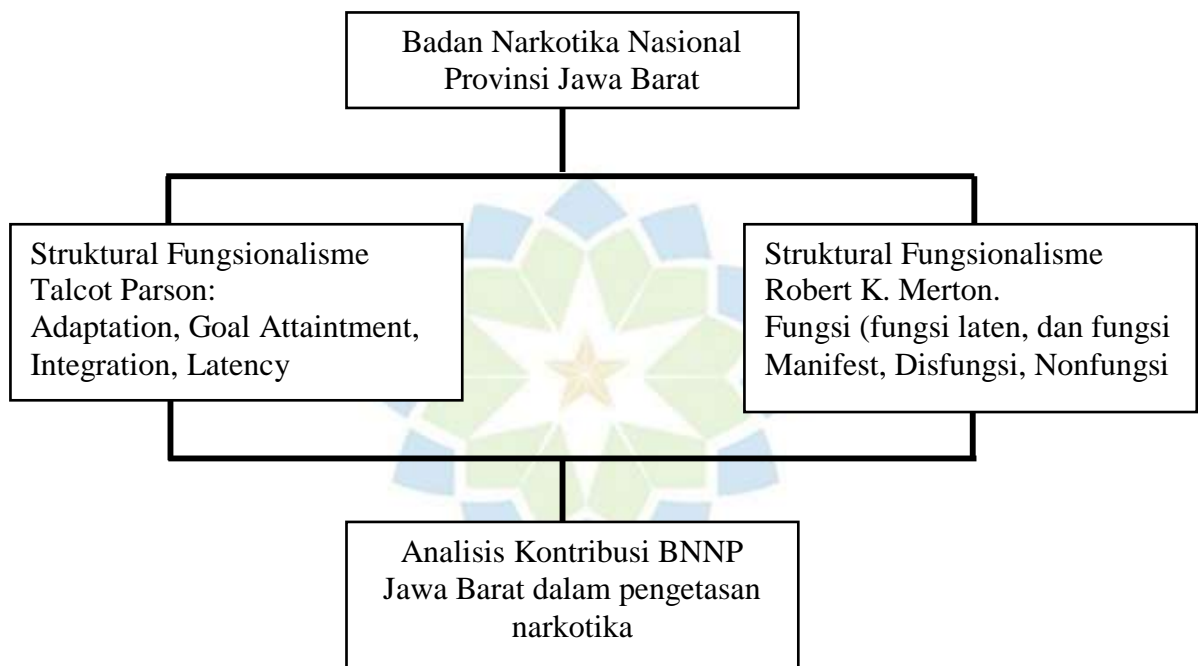 Badan Narkotika Nasional
Provinsi Jawa Barat
Struktural Fungsionalisme
Talcot Parson:
Adaptation, Goal Attaintment,
Integration, Latency
Struktural Fungsionalisme
Robert K. Merton.
Fungsi (fungsi laten, dan fungsi
Manifest, Disfungsi, Nonfungsi
Analisis Kontribusi BNNP
Jawa Barat dalam pengetasan
narkotika